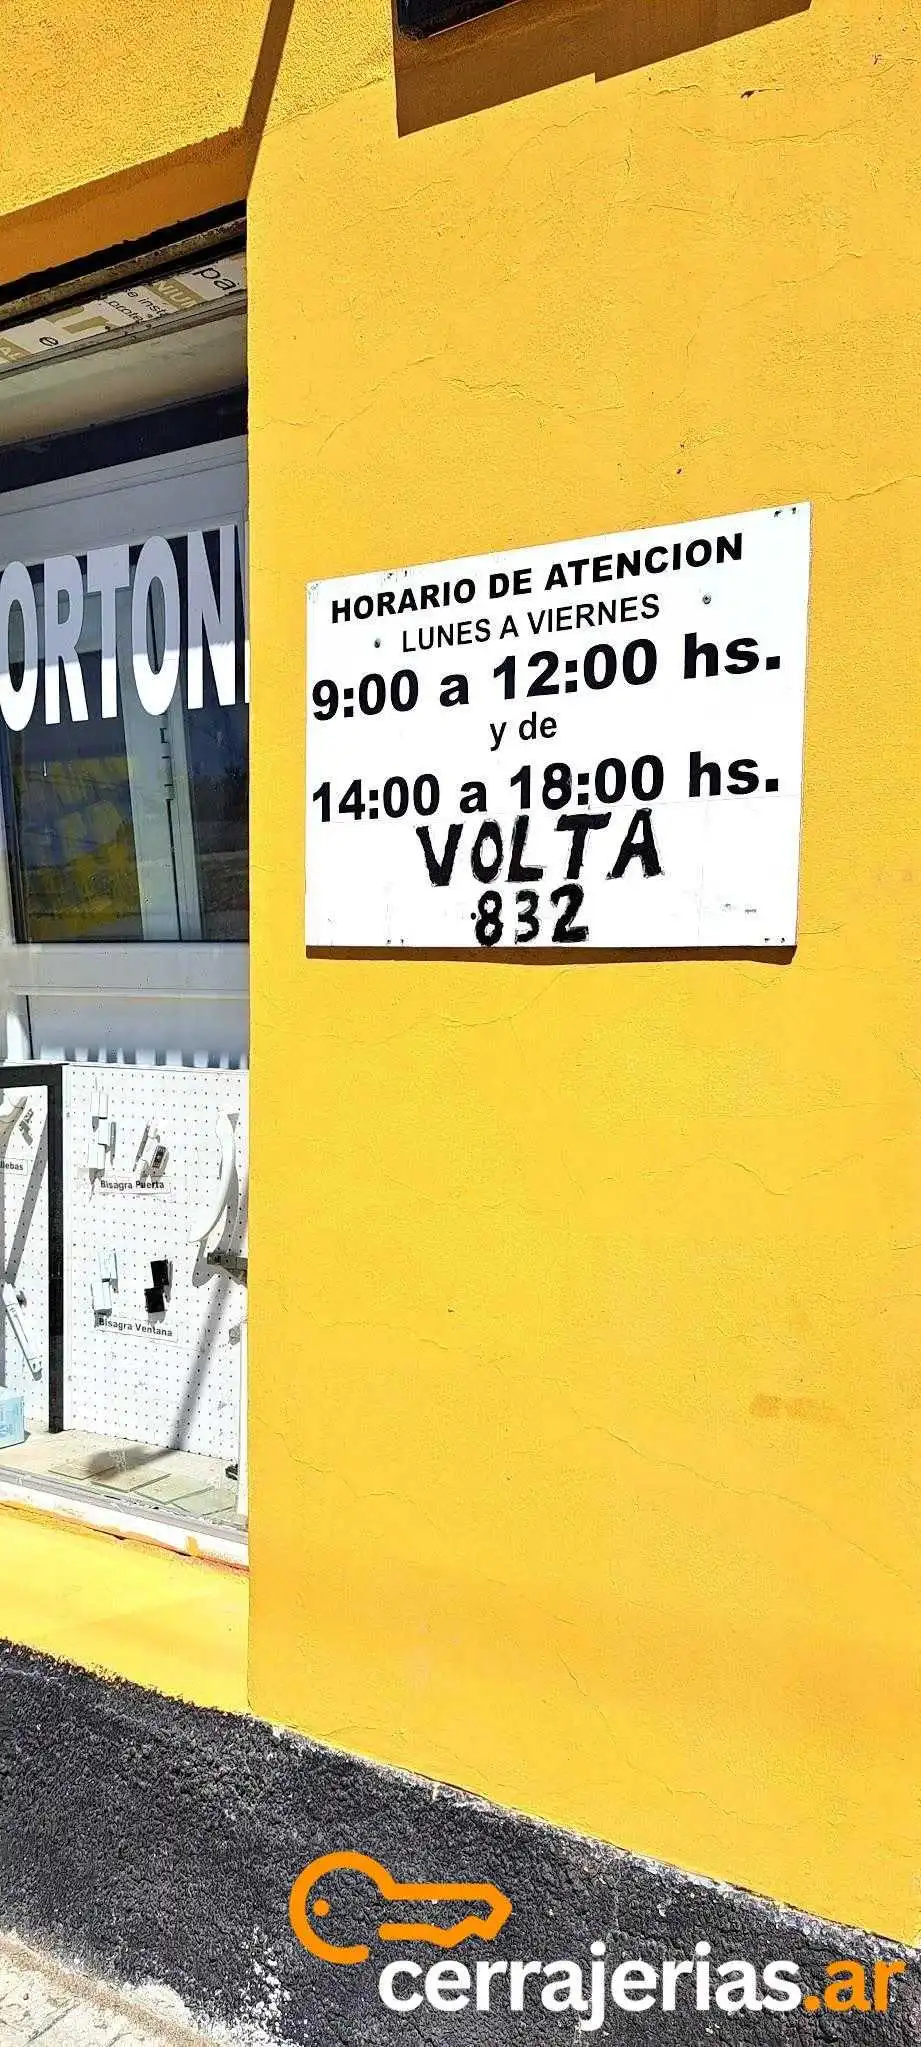 ORTON
HORARIO DE ATENCION
LUNES A VIERNES
9:00 a 12:00 hs.
y de
14:00 a 18:00 hs.
VOLTA
832
Bisagra Puerta
Bisagra Ventana
cerrajerias.ar